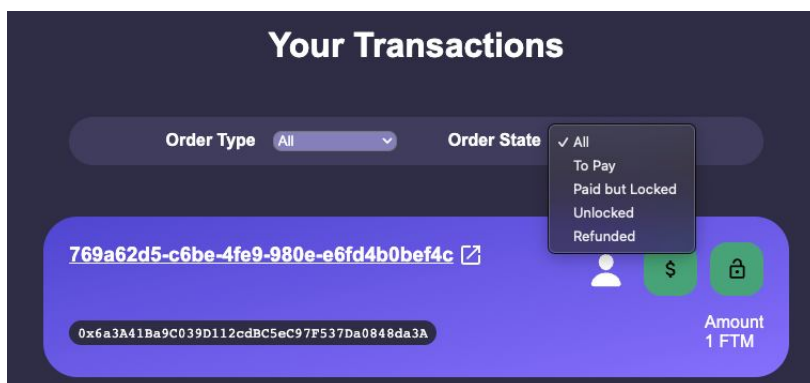 Your Transactions
Order Type All Order State ✓ All
To Pay
Paid but Locked
Unlocked
Refunded
769a62d5-c6be-4fe9-980e-e6fd4b0bef4c
$
0x6a3A41Ba9C039D112cdBC5eC97F537Da0848da3A
Amount
1 FTM